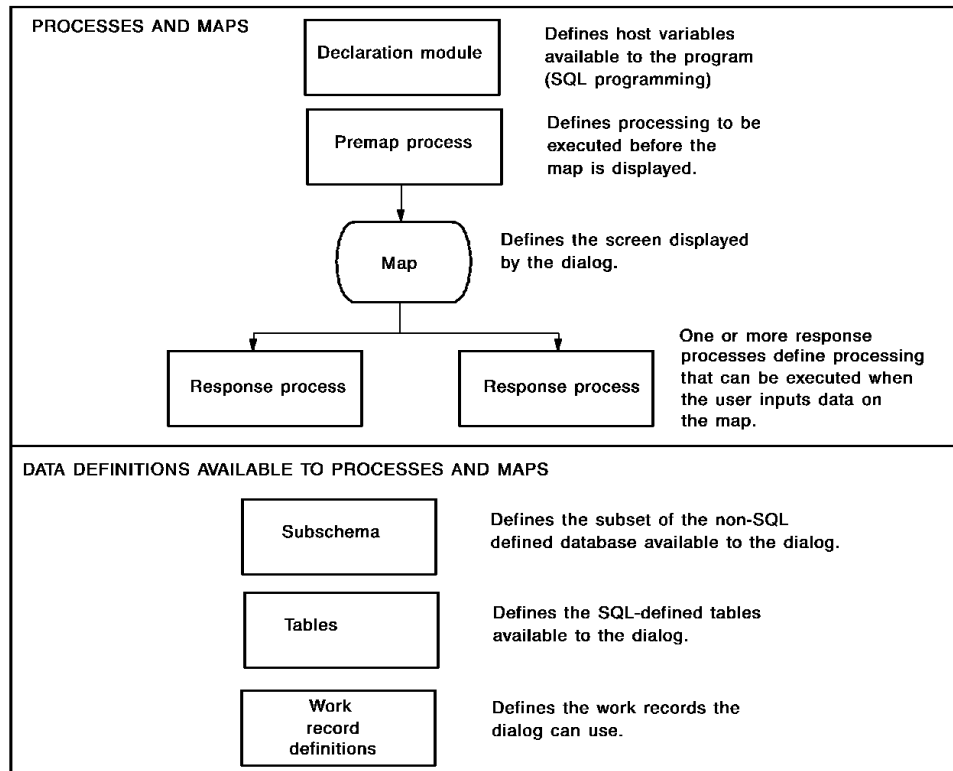 PROCESSES AND MAPS
Declaration module
Defines host variables
available to the program
(SQL programming)
Premap process
Defines processing to be
executed before the
map is displayed.
Map
Defines the screen displayed
by the dialog.
Response process
Response process
One or more response
processes define processing
that can be executed when
the user inputs data on
the map.
DATA DEFINITIONS AVAILABLE TO PROCESSES AND MAPS
Subschema
Defines the subset of the non-SQL
defined database available to the dialog.
Tables
Defines the SQL-defined tables
available to the dialog.
Work
record
definitions
Defines the work records the
dialog can use.